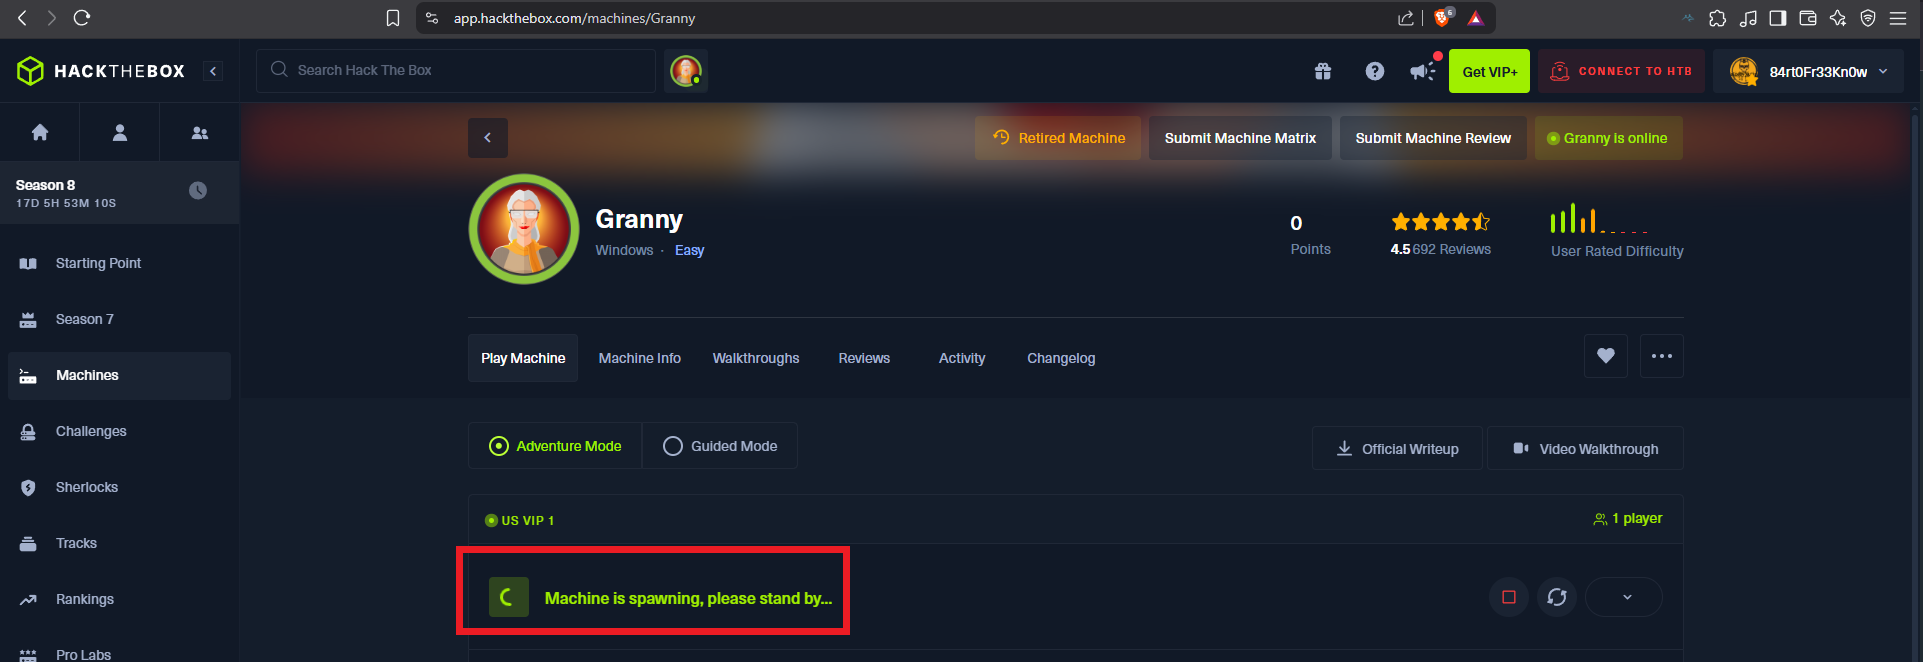 app.hackthebox.com/machines/Granny
6
HACKTHEBOX
Search Hack The Box
Get VIP+
CONNECT TO HTB
84rt0Fr33Kn0w
Retired Machine
Submit Machine Matrix
Submit Machine Review
Granny is online
Season 8
17D 5H 53M 10S
Granny
Windows · Easy
0
Points
4.5 692 Reviews
User Rated Difficulty
Starting Point
Season 7
Machines
Challenges
Sherlocks
Tracks
Rankings
Pro Labs
Play Machine
Machine Info
Walkthroughs
Reviews
Activity
Changelog
Adventure Mode
Guided Mode
Official Writeup
Video Walkthrough
US VIP 1
1 player
Machine is spawning, please stand by...